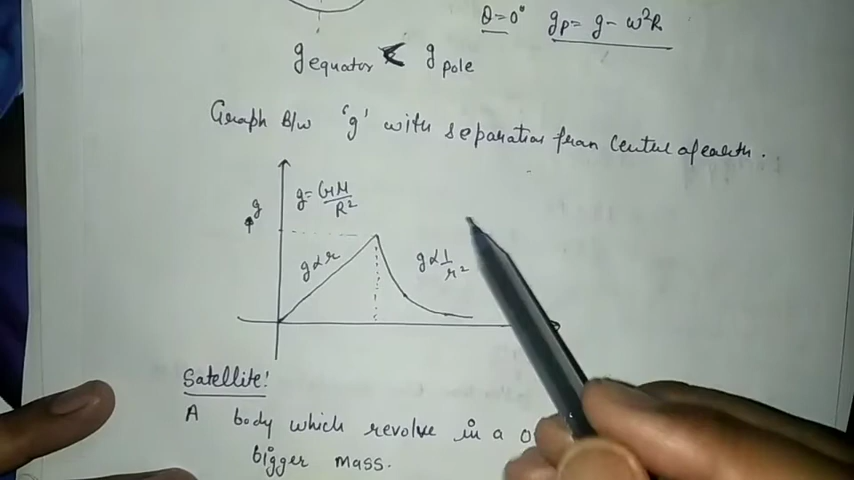 θ=0° gp= g - ω²R
g equator < g pole
Graph B/w 'g' with separation from Center of earth.
g g= GM/R²
g ∝ r g ∝ 1/r²
Satellite:
A body which revolve in a
bigger mass.